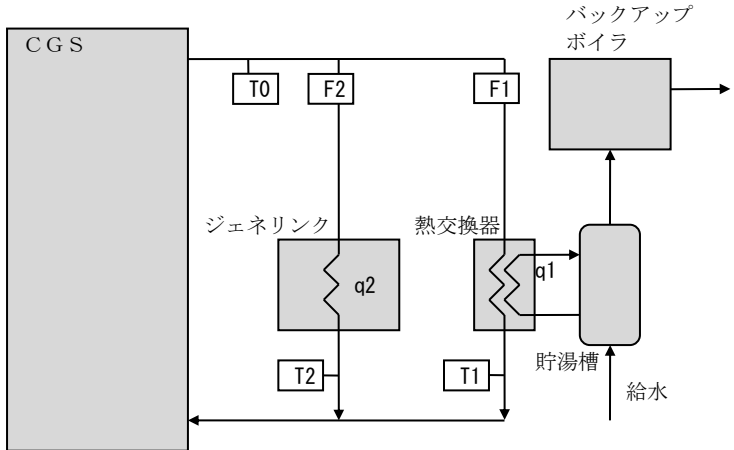 バックアップ
ボイラ
ＣＧＳ
T0
F2
F1
ジェネリンク
熱交換器
q2
q1
T2
T1
貯湯槽
給水